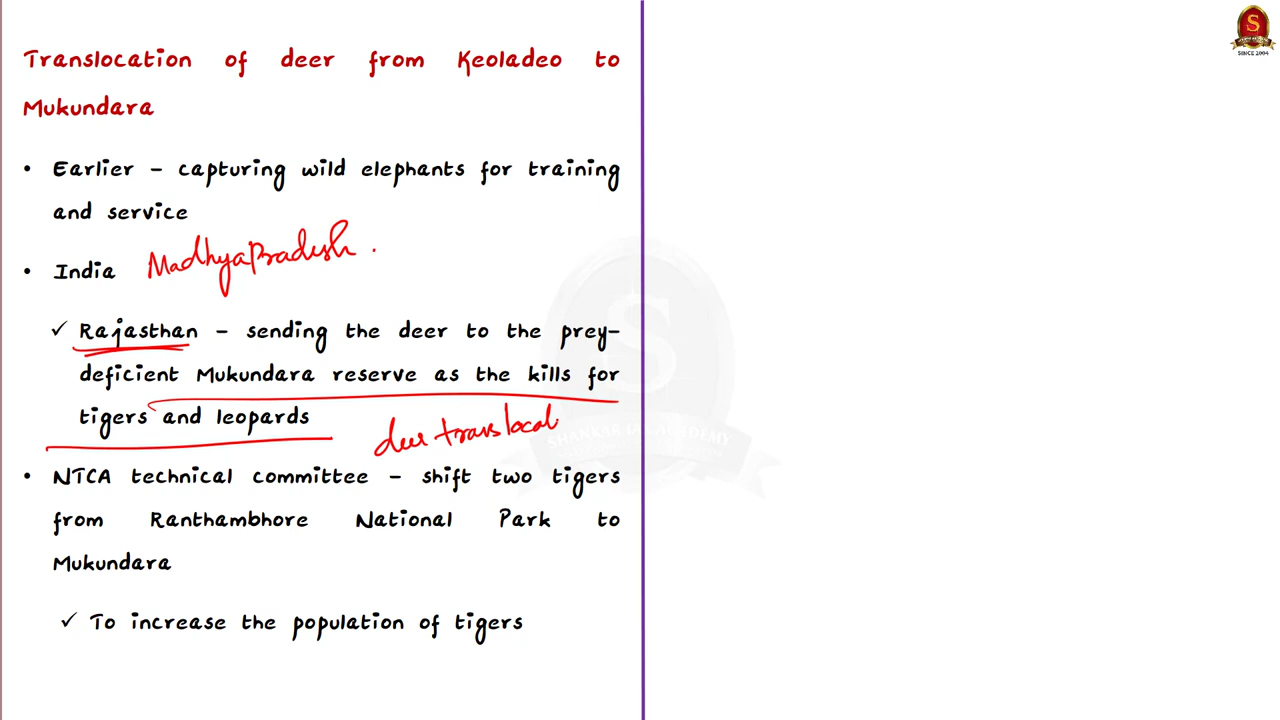 Translocation of deer from Keoladeo to
Mukundara
• Earlier – capturing wild elephants for training
and service
• India Madhya Pradesh.
✓ Rajasthan – sending the deer to the prey-
deficient Mukundara reserve as the kills for
tigers and leopards
deer translocat
• NTCA technical committee – shift two tigers
from Ranthambhore National Park to
Mukundara
✓ To increase the population of tigers
S
SINCE 2004